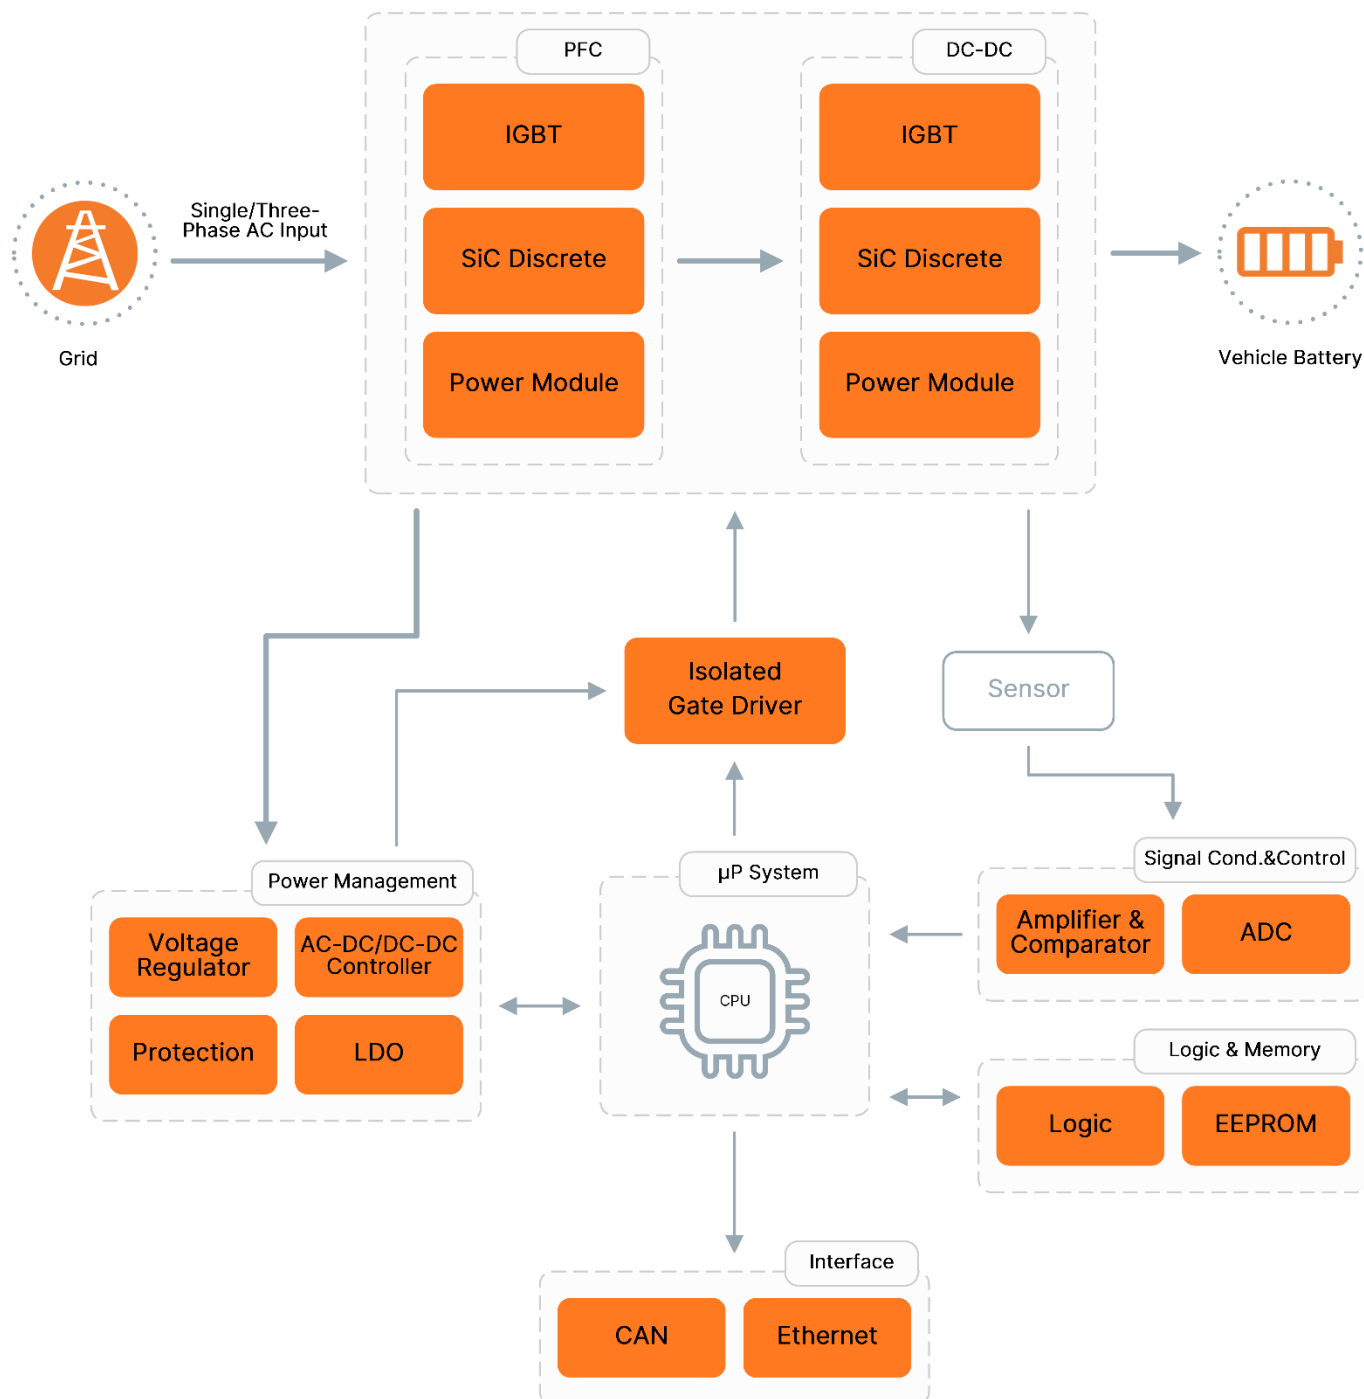 PFC
DC-DC
IGBT
IGBT
Single/Three-
Phase AC Input
SiC Discrete
SiC Discrete
Grid
Vehicle Battery
Power Module
Power Module
Isolated
Gate Driver
Sensor
Power Management
µP System
Signal Cond.&Control
Voltage
Regulator
AC-DC/DC-DC
Controller
Amplifier &
Comparator
ADC
CPU
Protection
LDO
Logic & Memory
Logic
EEPROM
Interface
CAN
Ethernet